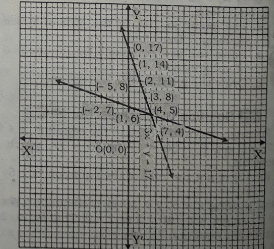 Y
(0, 17)
(1, 14)
(2, 11)
(-5, 8)
(3, 8)
(-2, 7)
(4, 5)
(1, 6)
(7, 4)
X'
O(0, 0)
X
Y'